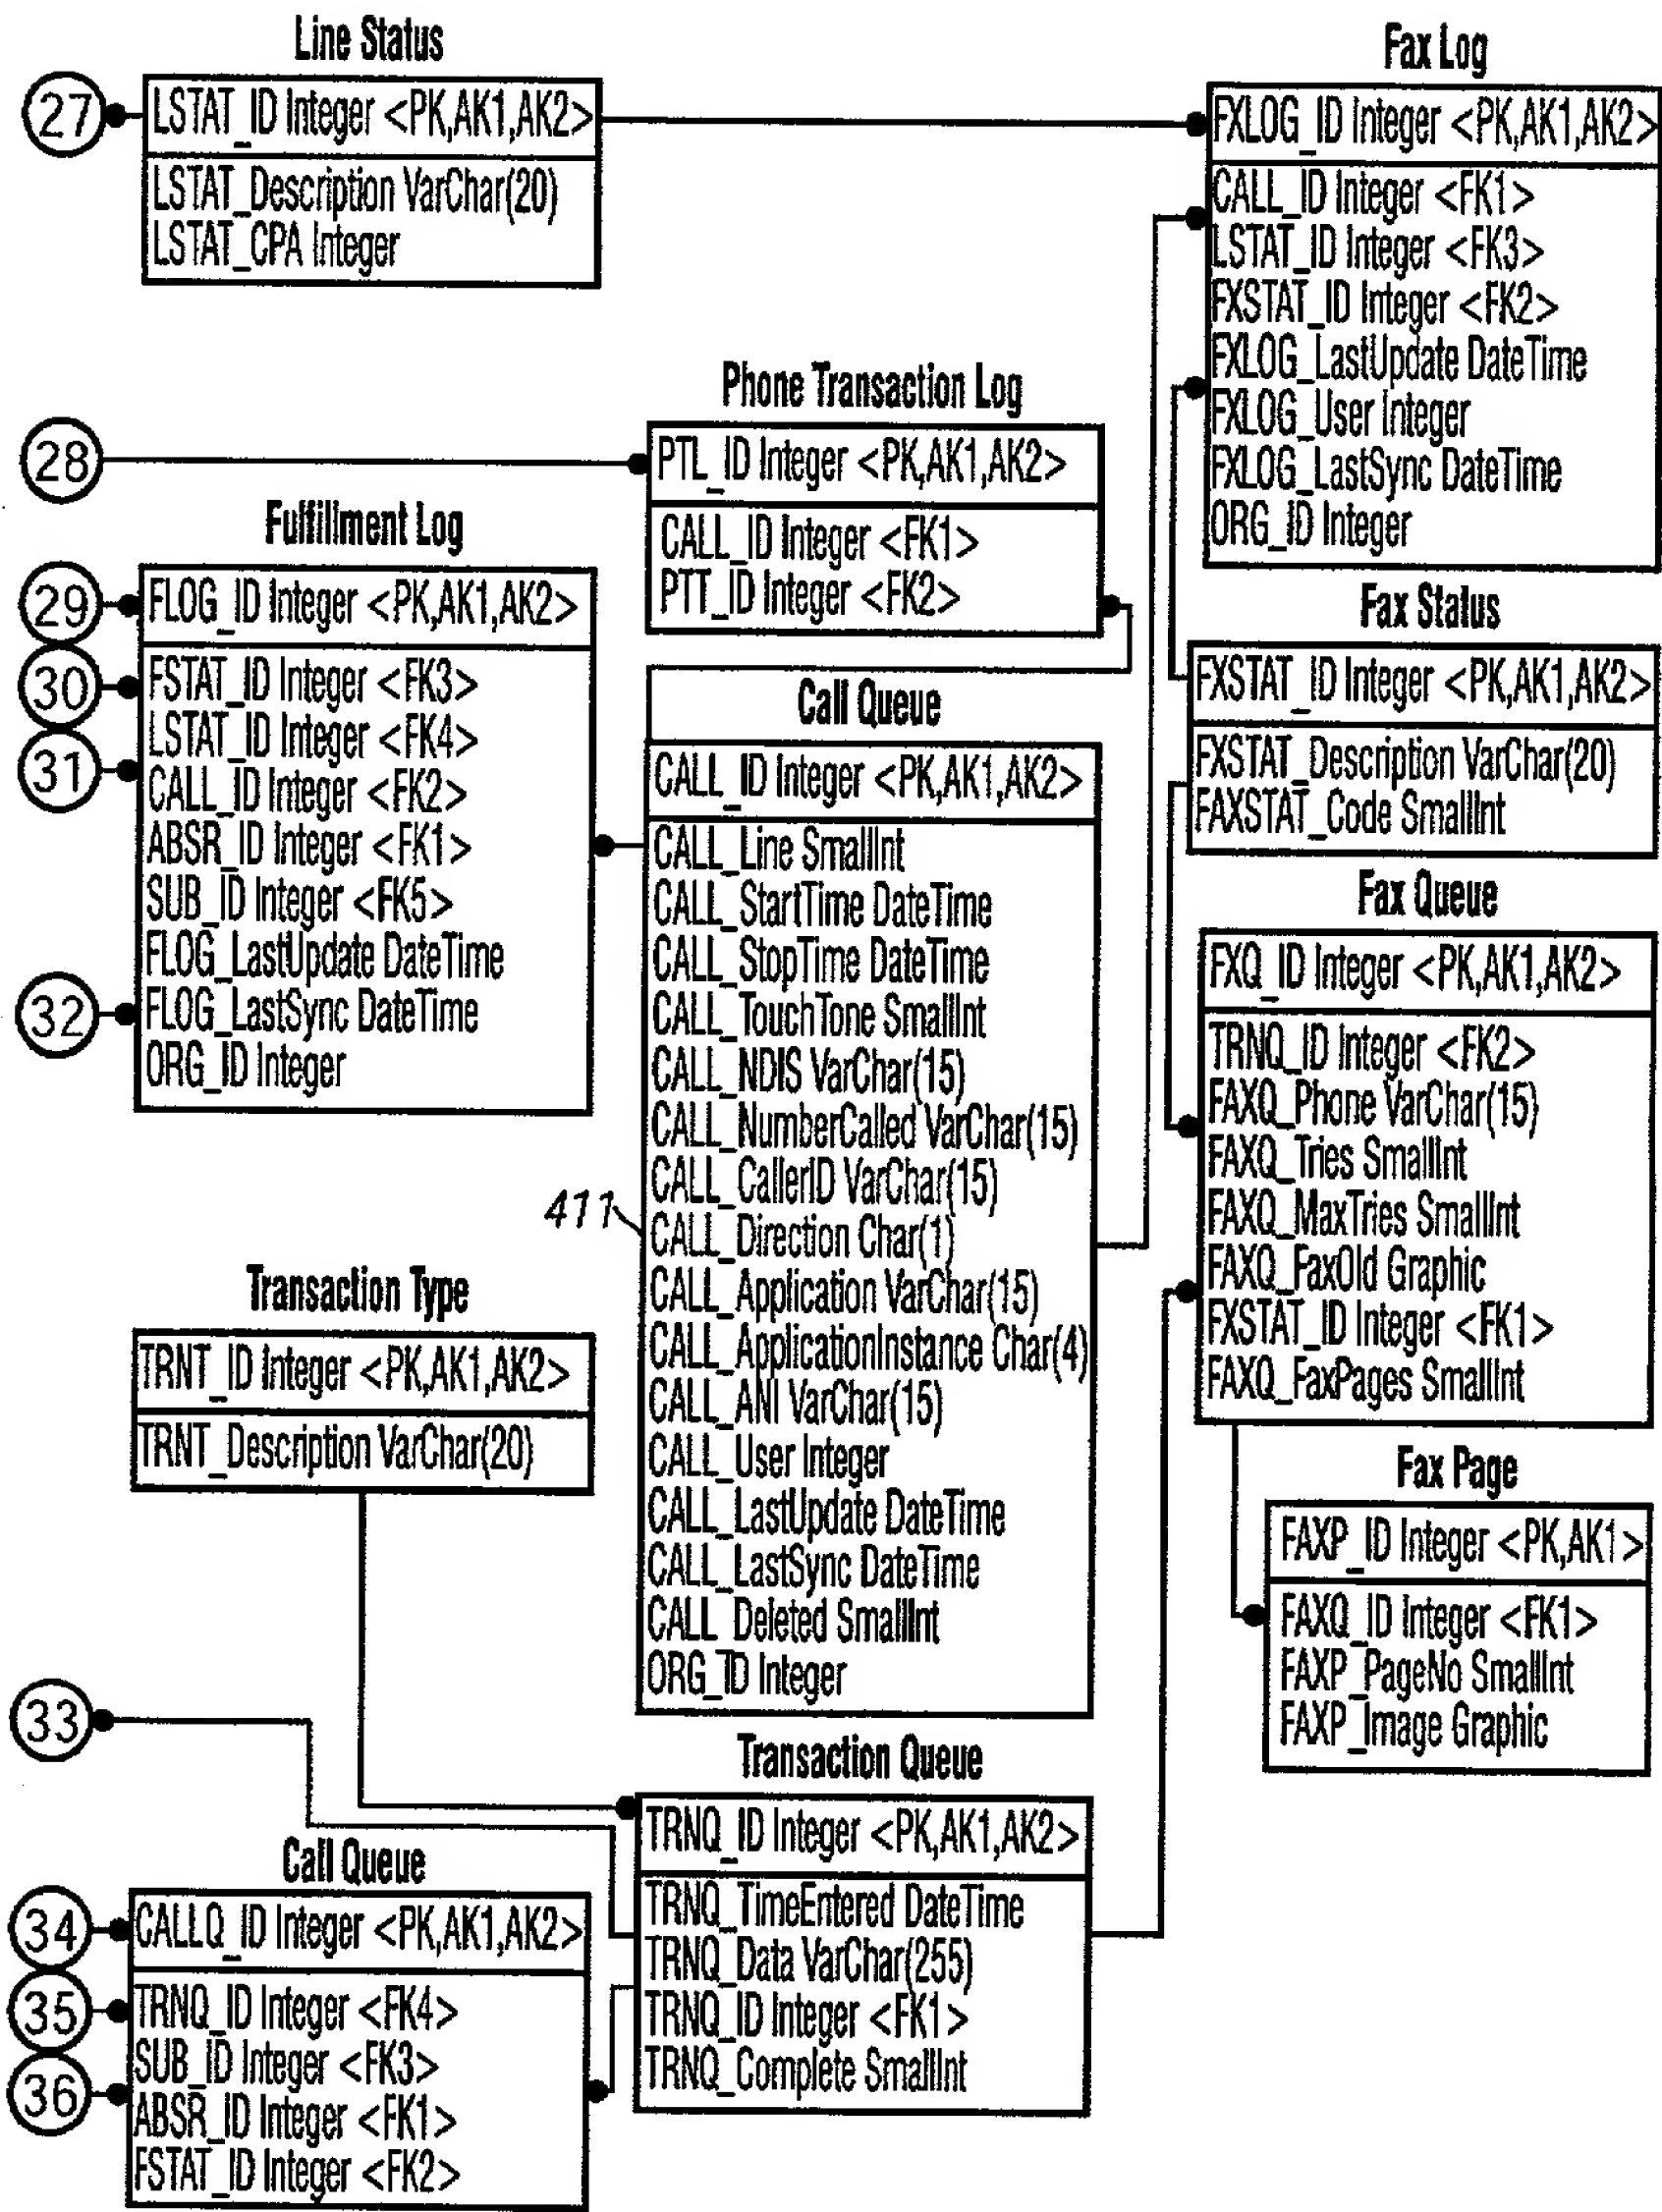 Line Status
27
LSTAT_ID Integer <PK,AK1,AK2>
LSTAT_Description VarChar(20)
LSTAT_CPA Integer
Fax Log
FXLOG_ID Integer <PK,AK1,AK2>
CALL_ID Integer <FK1>
LSTAT_ID Integer <FK3>
FXSTAT_ID Integer <FK2>
FXLOG_LastUpdate DateTime
FXLOG_User Integer
FXLOG_LastSync DateTime
ORG_ID Integer
Phone Transaction Log
28
PTL_ID Integer <PK,AK1,AK2>
CALL_ID Integer <FK1>
PTT_ID Integer <FK2>
Fulfillment Log
29
FLOG_ID Integer <PK,AK1,AK2>
30
FSTAT_ID Integer <FK3>
LSTAT_ID Integer <FK4>
31
CALL_ID Integer <FK2>
ABSR_ID Integer <FK1>
SUB_ID Integer <FK5>
FLOG_LastUpdate DateTime
32
FLOG_LastSync DateTime
ORG_ID Integer
Fax Status
FXSTAT_ID Integer <PK,AK1,AK2>
FXSTAT_Description VarChar(20)
FAXSTAT_Code SmallInt
Call Queue
CALL_ID Integer <PK,AK1,AK2>
CALL_Line SmallInt
CALL_StartTime DateTime
CALL_StopTime DateTime
CALL_TouchTone SmallInt
CALL_NDIS VarChar(15)
CALL_NumberCalled VarChar(15)
CALL_CallerID VarChar(15)
411
CALL_Direction Char(1)
CALL_Application VarChar(15)
CALL_ApplicationInstance Char(4)
CALL_ANI VarChar(15)
CALL_User Integer
CALL_LastUpdate DateTime
CALL_LastSync DateTime
CALL_Deleted SmallInt
ORG_ID Integer
Fax Queue
FXQ_ID Integer <PK,AK1,AK2>
TRNQ_ID Integer <FK2>
FAXQ_Phone VarChar(15)
FAXQ_Tries SmallInt
FAXQ_MaxTries SmallInt
FAXQ_FaxOld Graphic
FXSTAT_ID Integer <FK1>
FAXQ_FaxPages SmallInt
Transaction Type
TRNT_ID Integer <PK,AK1,AK2>
TRNT_Description VarChar(20)
Fax Page
FAXP_ID Integer <PK,AK1>
FAXQ_ID Integer <FK1>
FAXP_PageNo SmallInt
FAXP_Image Graphic
33
Transaction Queue
TRNQ_ID Integer <PK,AK1,AK2>
TRNQ_TimeEntered DateTime
TRNQ_Data VarChar(255)
TRNQ_ID Integer <FK1>
TRNQ_Complete SmallInt
Call Queue
34
CALLQ_ID Integer <PK,AK1,AK2>
35
TRNQ_ID Integer <FK4>
SUB_ID Integer <FK3>
36
ABSR_ID Integer <FK1>
FSTAT_ID Integer <FK2>